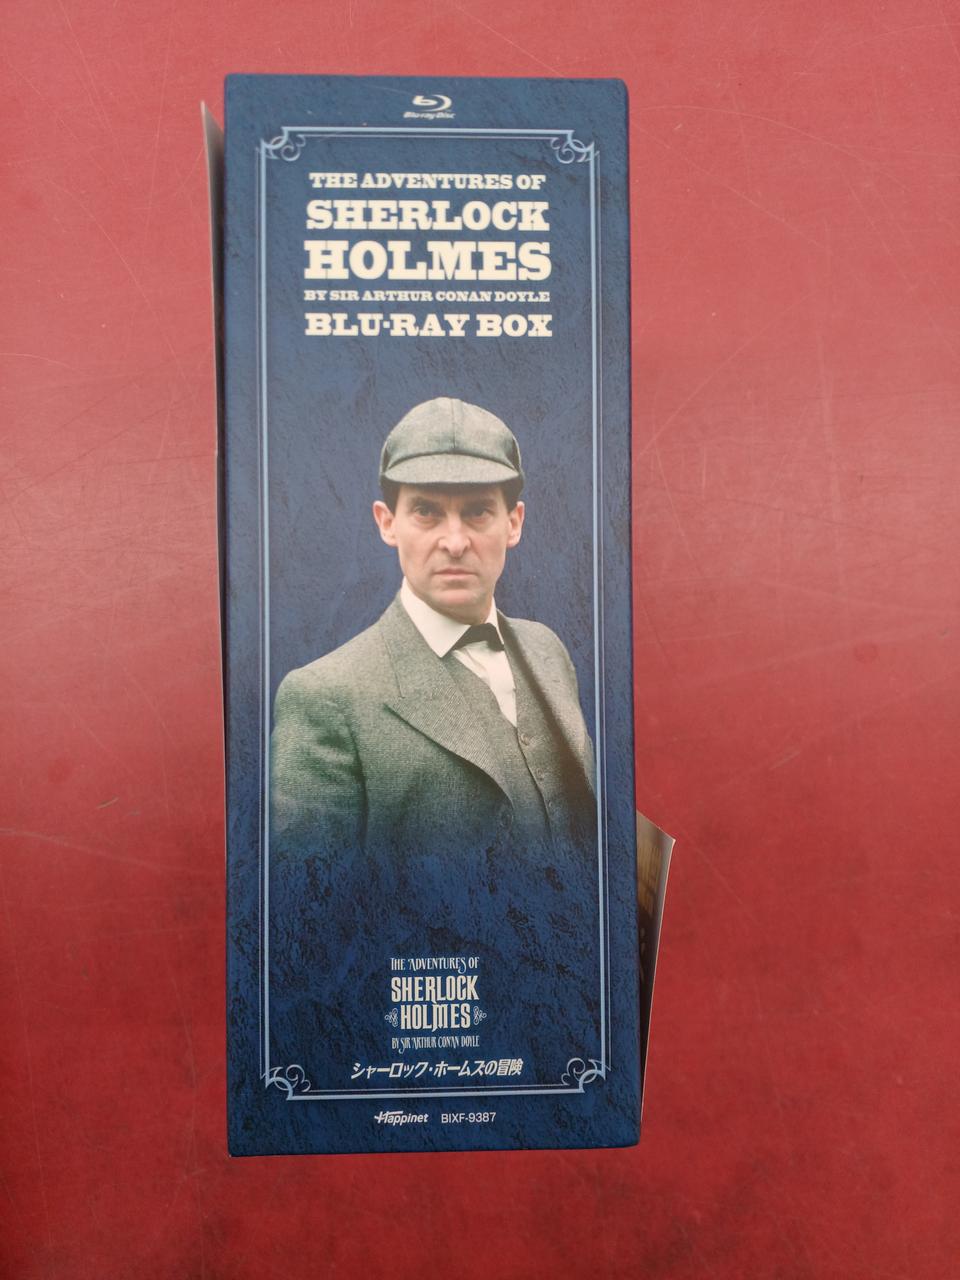 Blu-ray Disc
THE ADVENTURES OF
SHERLOCK
HOLMES
BY SIR ARTHUR CONAN DOYLE
BLU-RAY BOX
THE ADVENTURES OF
SHERLOCK
HOLMES
BY SIR ARTHUR CONAN DOYLE
シャーロック・ホームズの冒険
Happinet BIXF-9387